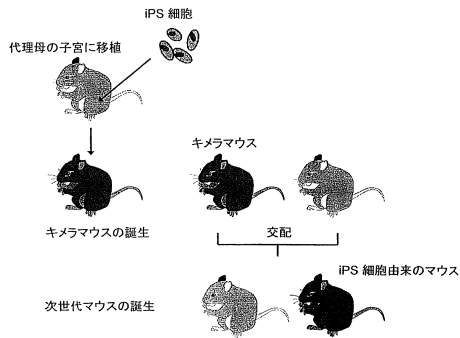 iPS 細胞
代理母の子宮に移植
キメラマウス
キメラマウスの誕生
交配
iPS 細胞由来のマウス
次世代マウスの誕生